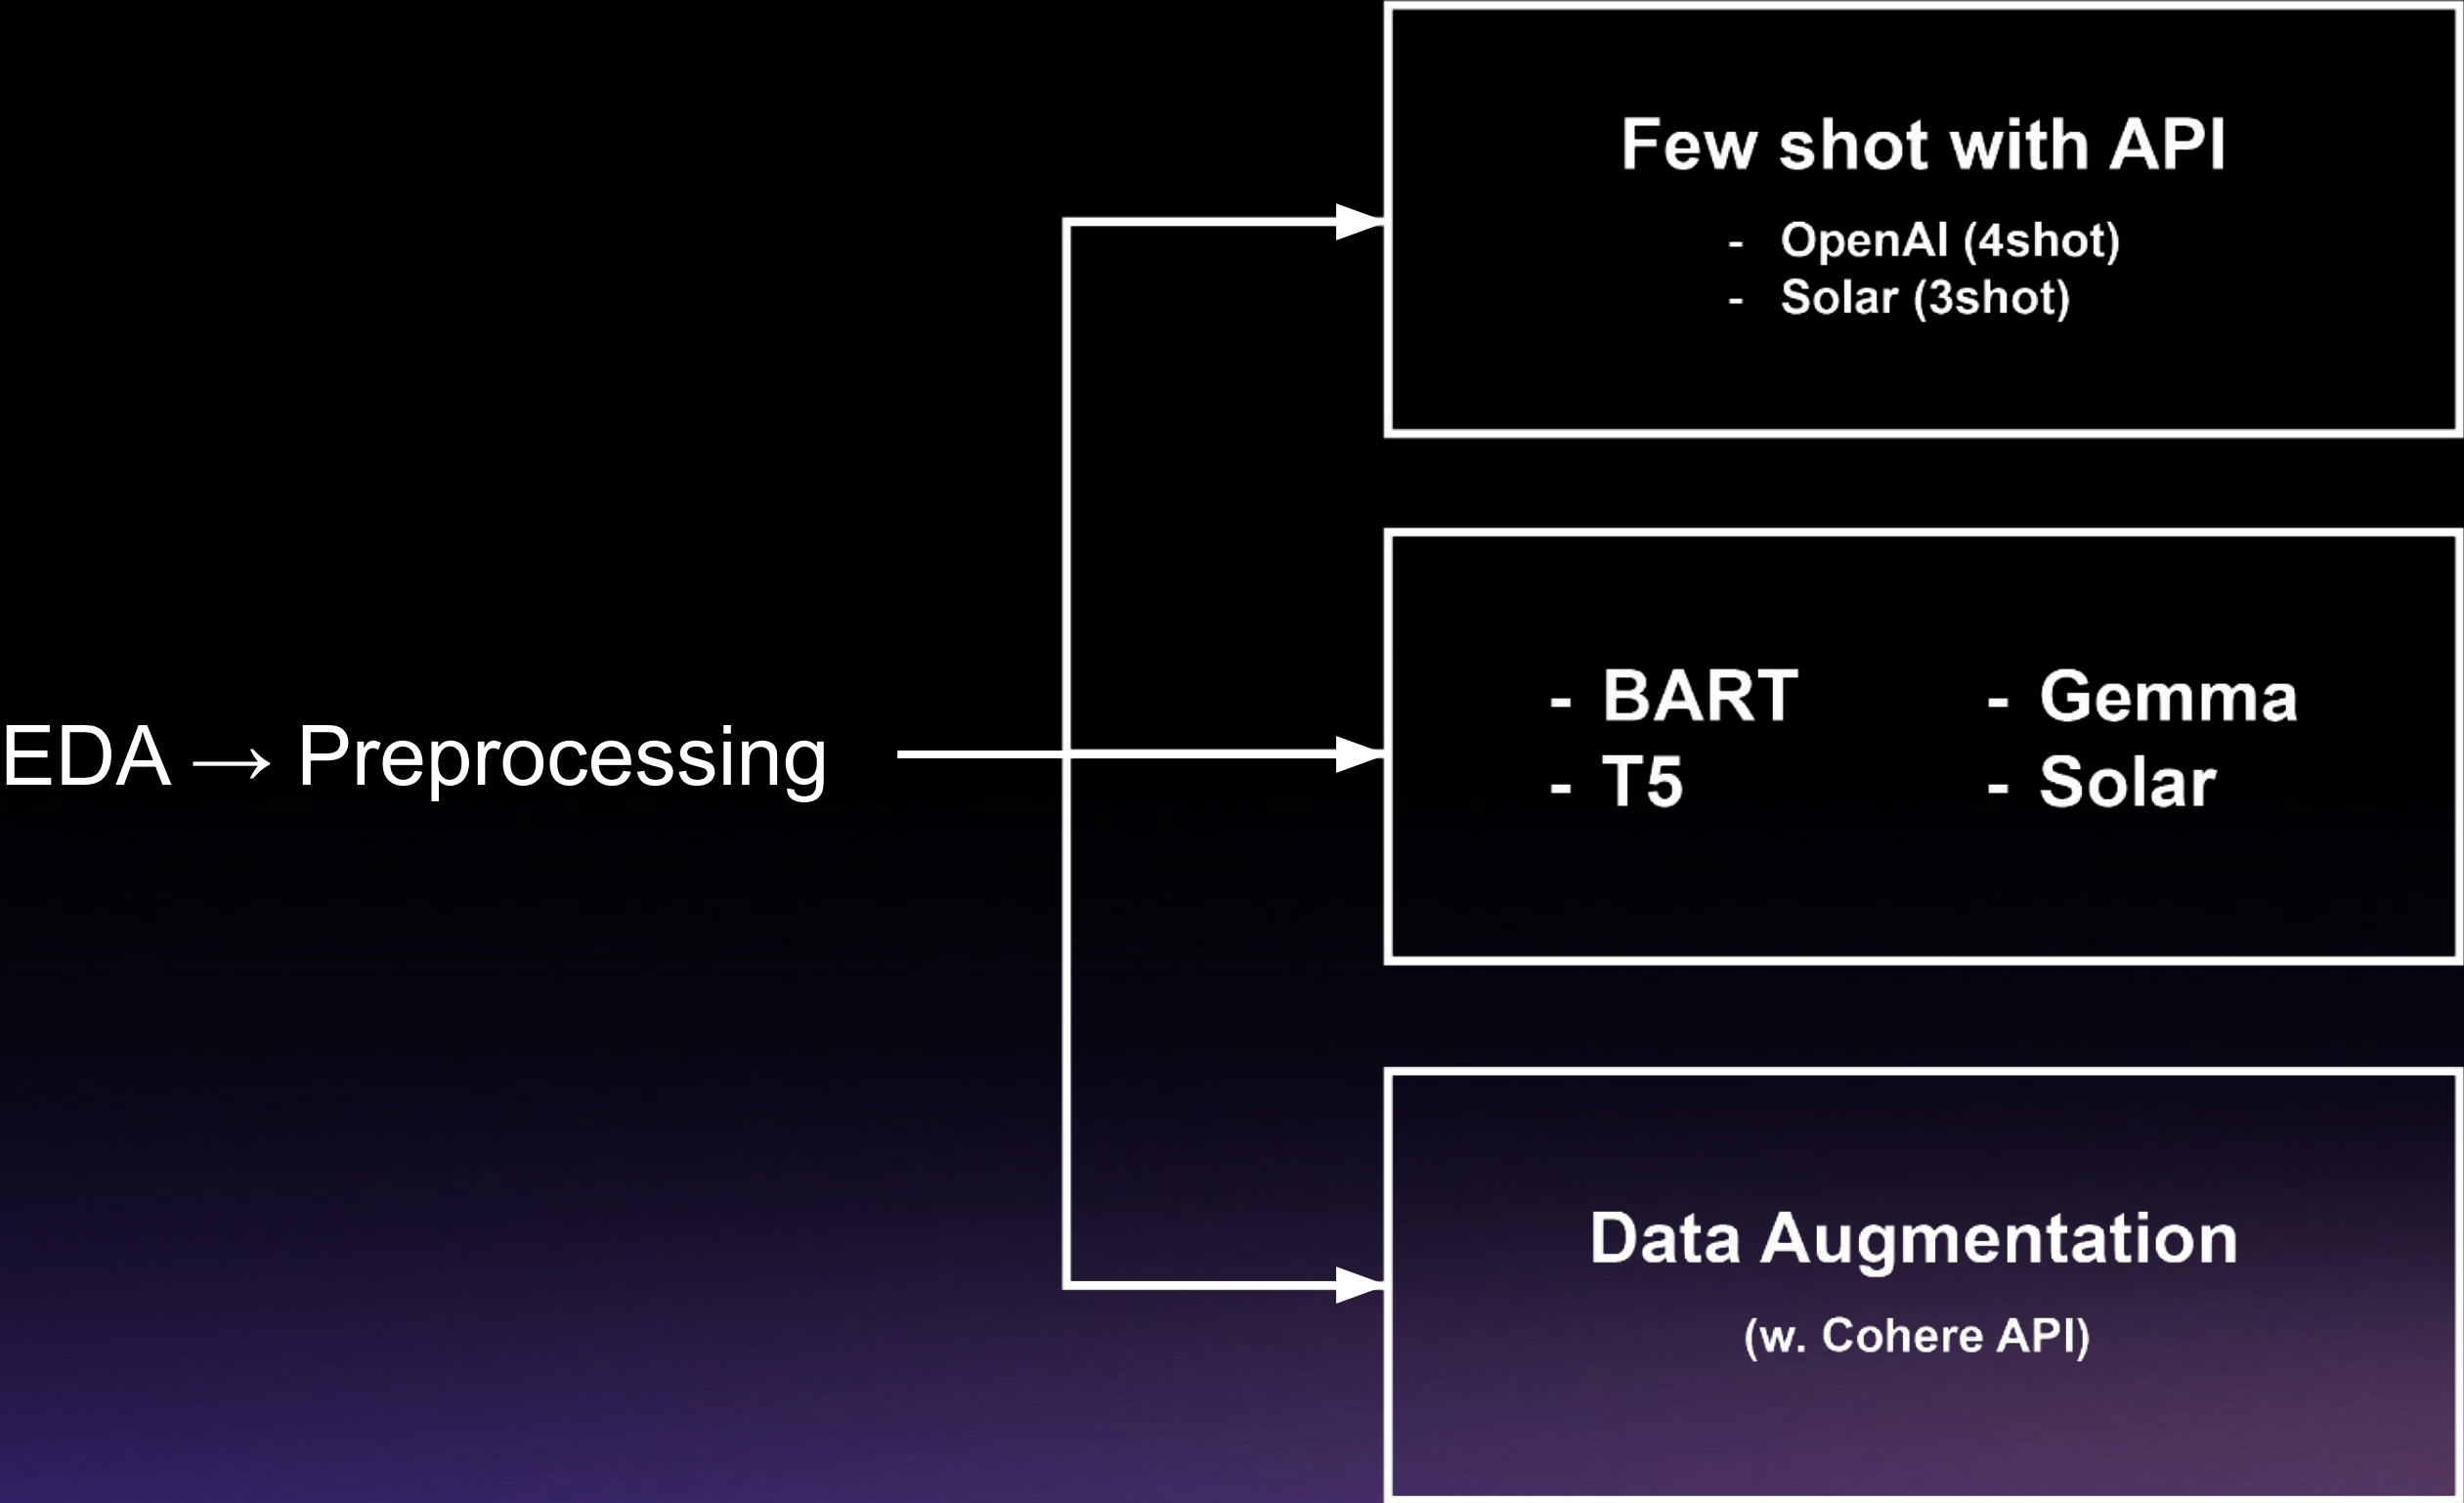 EDA → Preprocessing
Few shot with API
- OpenAI (4shot)
- Solar (3shot)
- BART
- T5
- Gemma
- Solar
Data Augmentation
(w. Cohere API)